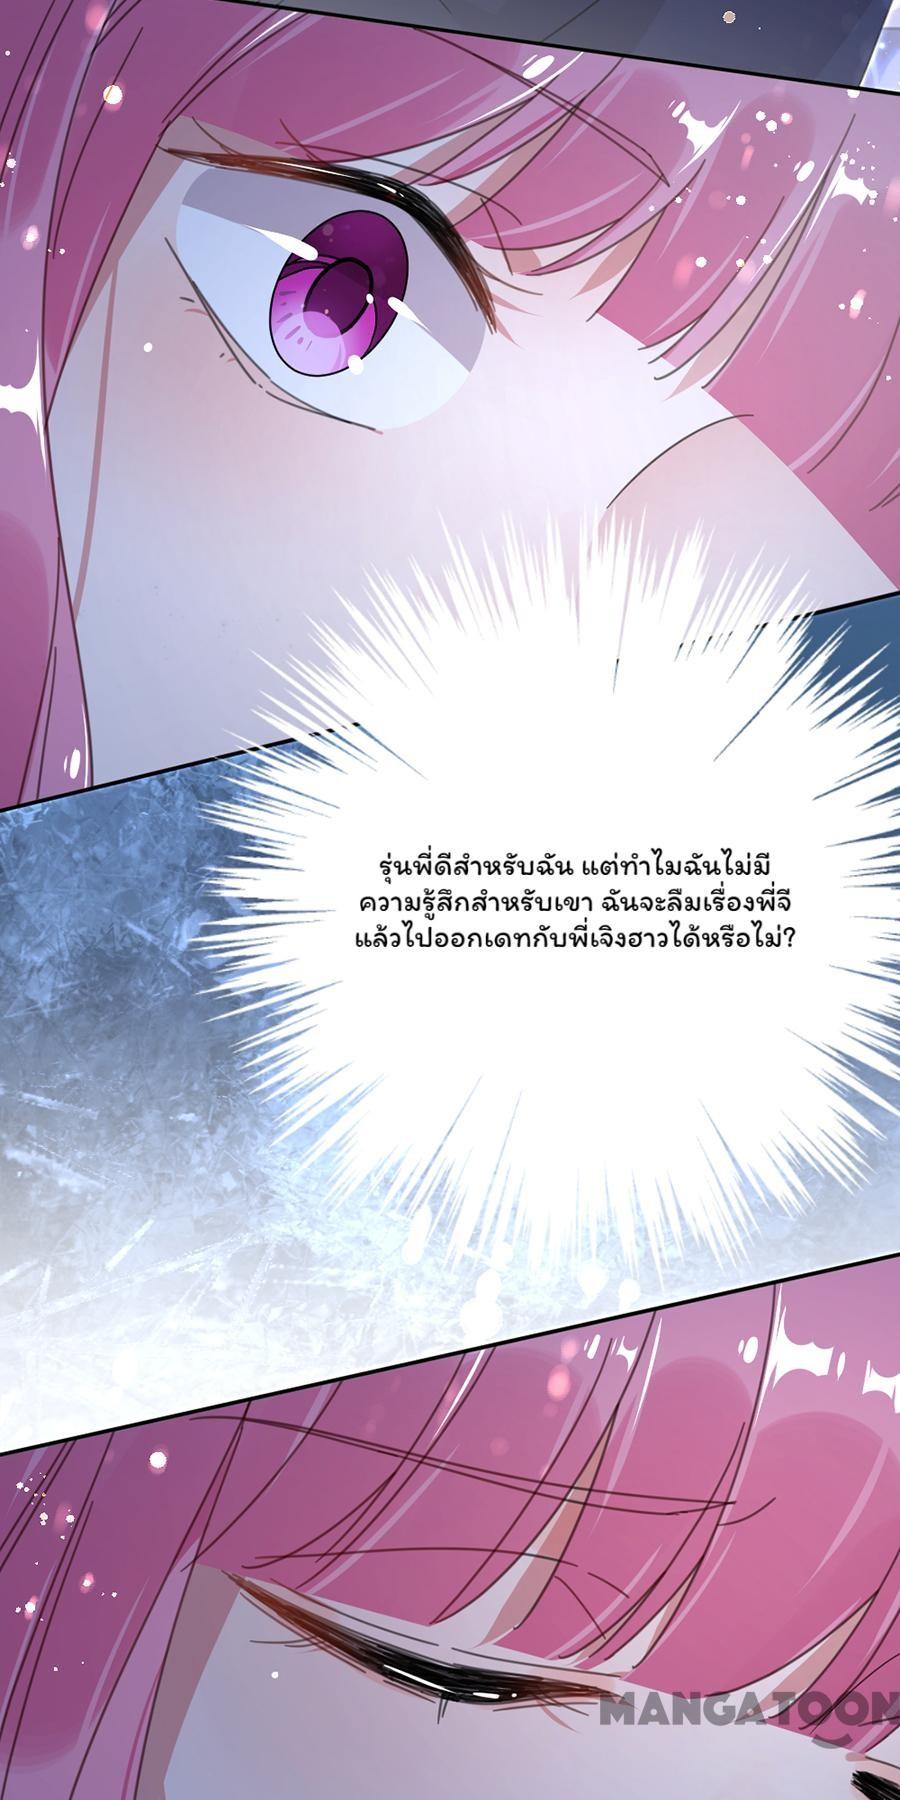 รุ่นพี่ดีสำหรับฉัน แต่ทำไมฉันไม่มี
ความรู้สึกสำหรับเขา ฉันจะลืมเรื่องพี่จี
แล้วไปออกเดทกับพี่เจิงฮาวได้หรือไม่?
MANGATOON